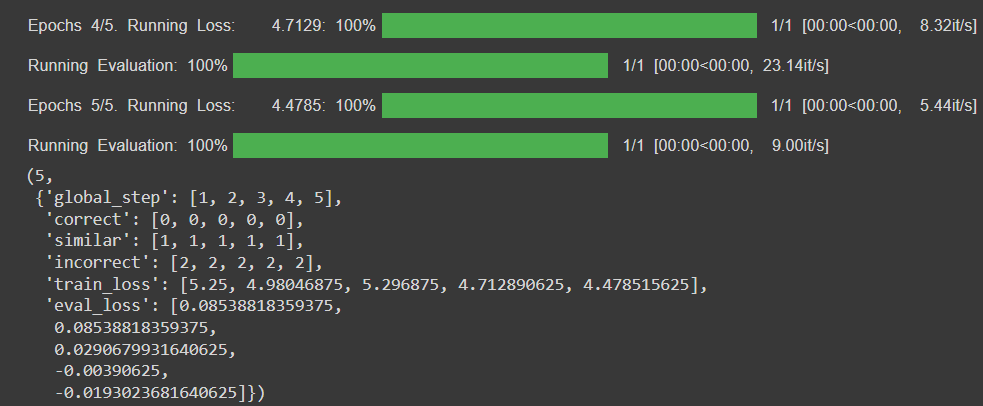 Epochs 4/5. Running Loss: 4.7129: 100% 1/1 [00:00<00:00, 8.32it/s]
Running Evaluation: 100% 1/1 [00:00<00:00, 23.14it/s]
Epochs 5/5. Running Loss: 4.4785: 100% 1/1 [00:00<00:00, 5.44it/s]
Running Evaluation: 100% 1/1 [00:00<00:00, 9.00it/s]
(5,
 {'global_step': [1, 2, 3, 4, 5],
  'correct': [0, 0, 0, 0, 0],
  'similar': [1, 1, 1, 1, 1],
  'incorrect': [2, 2, 2, 2, 2],
  'train_loss': [5.25, 4.98046875, 5.296875, 4.712890625, 4.478515625],
  'eval_loss': [0.08538818359375,
   0.08538818359375,
   0.0290679931640625,
   -0.00390625,
   -0.0193023681640625]})